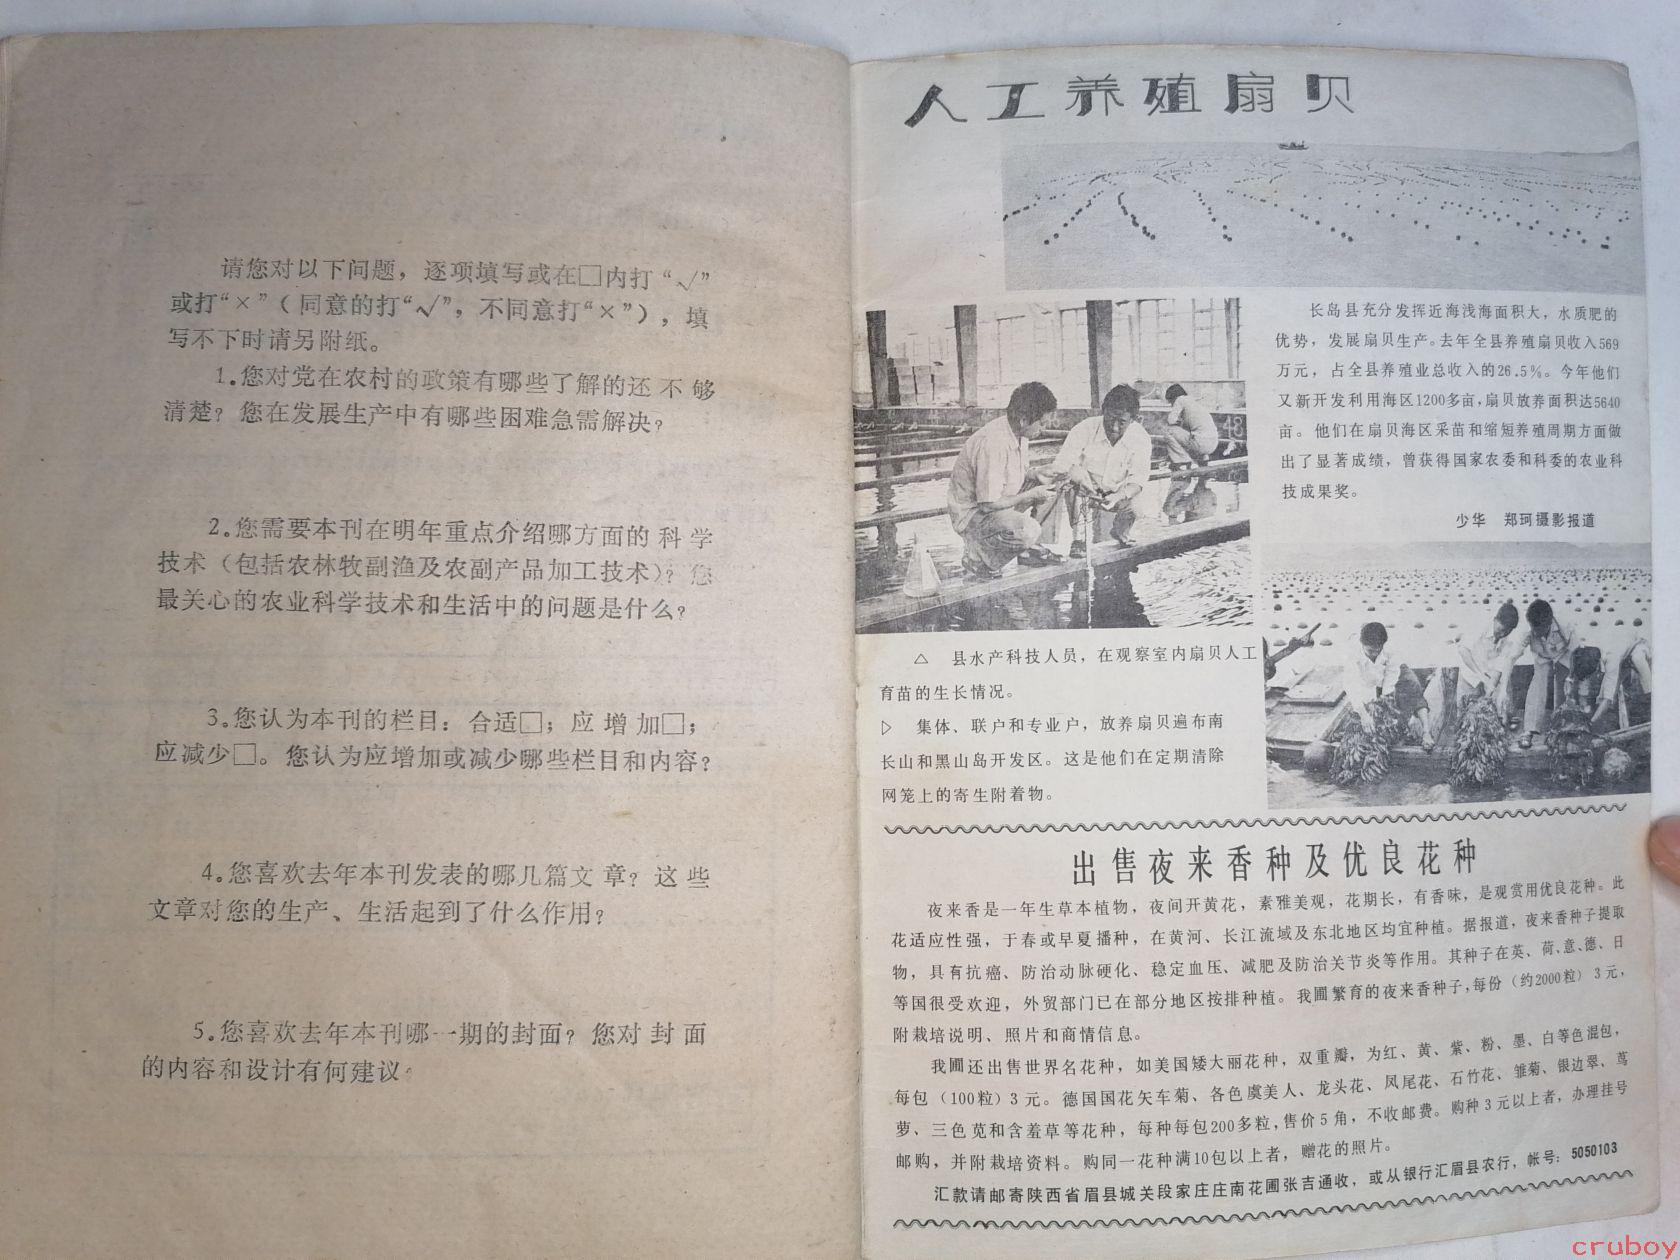 请您对以下问题，逐项填写或在□内打“√”
或打“×”（同意的打“√”，不同意打“×”），填
写不下时请另附纸。
1.您对党在农村的政策有哪些了解的还不够
清楚？您在发展生产中有哪些困难急需解决？
2.您需要本刊在明年重点介绍哪方面的科学
技术（包括农林牧副渔及农副产品加工技术）？您
最关心的农业科学技术和生活中的问题是什么？
3.您认为本刊的栏目：合适□；应增加□；
应减少□。您认为应增加或减少哪些栏目和内容？
4.您喜欢去年本刊发表的哪几篇文章？这些
文章对您的生产、生活起到了什么作用？
5.您喜欢去年本刊哪一期的封面？您对封面
的内容和设计有何建议。
人工养殖扇贝
长岛县充分发挥近海浅海面积大，水质肥的
优势，发展扇贝生产。去年全县养殖扇贝收入569
万元，占全县养殖业总收入的26.5%。今年他们
又新开发利用海区1200多亩，扇贝放养面积达5640
亩。他们在扇贝海区采苗和缩短养殖周期方面做
出了显著成绩，曾获得国家农委和科委的农业科
技成果奖。
少华 郑珂摄影报道
△ 县水产科技人员，在观察室内扇贝人工
育苗的生长情况。
▷ 集体、联户和专业户，放养扇贝遍布南
长山和黑山岛开发区。这是他们在定期清除
网笼上的寄生附着物。
出售夜来香种及优良花种
夜来香是一年生草本植物，夜间开黄花，素雅美观，花期长，有香味，是观赏用优良花种。此
花适应性强，于春或早夏播种，在黄河、长江流域及东北地区均宜种植。据报道，夜来香种子提取
物，具有抗癌、防治动脉硬化、稳定血压、减肥及防治关节炎等作用。其种子在英、荷、意、德、日
等国很受欢迎，外贸部门已在部分地区按排种植。我圃繁育的夜来香种子，每份（约2000粒）3元，
附栽培说明、照片和商情信息。
我圃还出售世界名花种，如美国矮大丽花种，双重瓣，为红、黄、紫、粉、墨、白等色混包，
每包（100粒）3元。德国国花矢车菊、各色虞美人、龙头花、凤尾花、石竹花、雏菊、银边翠、茑
萝、三色苋和含羞草等花种，每种每包200多粒，售价5角，不收邮费。购种3元以上者，办理挂号
邮购，并附栽培资料。购同一花种满10包以上者，赠花的照片。
汇款请邮寄陕西省眉县城关段家庄庄南花圃张吉通收，或从银行汇眉县农行，帐号：5050103
cruboy